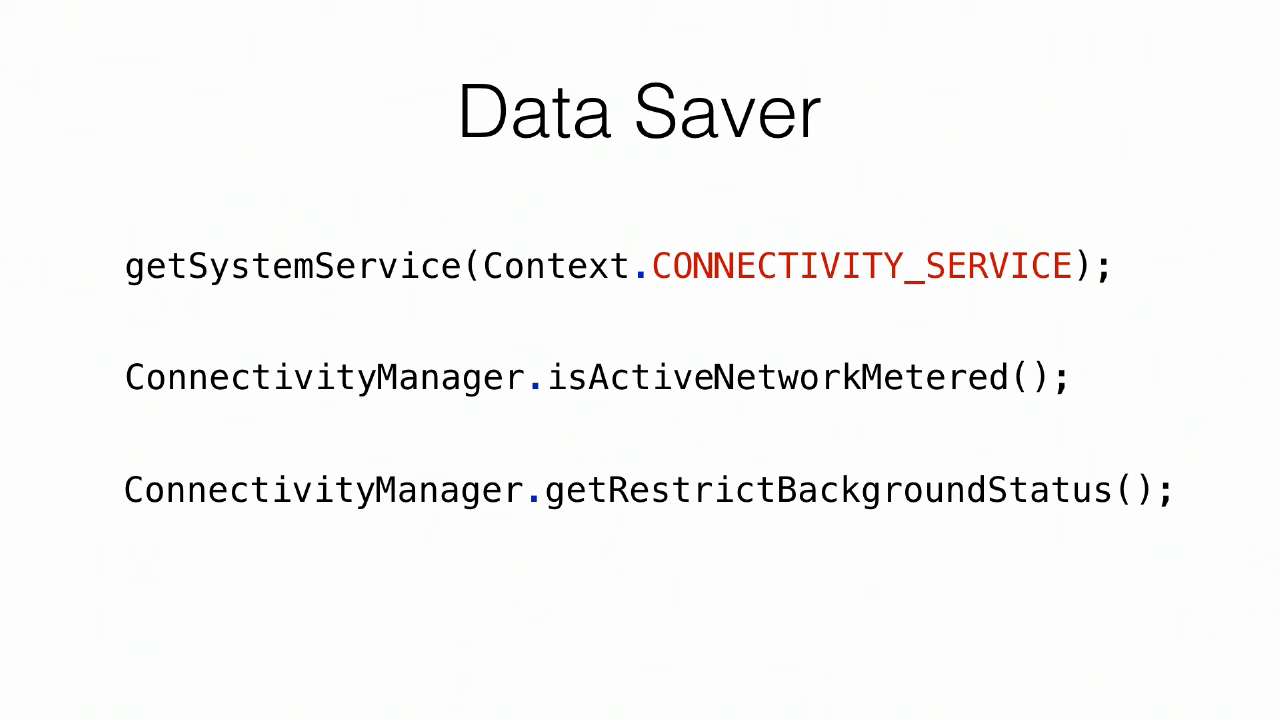 Data Saver
getSystemService(Context.CONNECTIVITY_SERVICE);
ConnectivityManager.isActiveNetworkMetered();
ConnectivityManager.getRestrictBackgroundStatus();